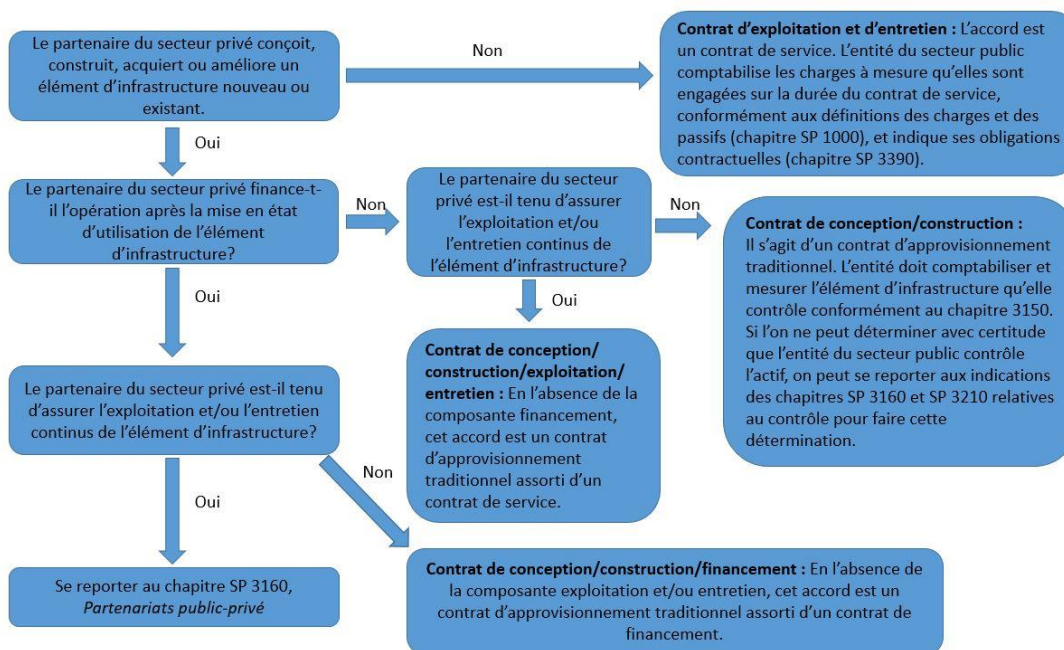 Le partenaire du secteur privé conçoit,
construit, acquiert ou améliore un
élément d'infrastructure nouveau ou
existant.
Non
Contrat d'exploitation et d'entretien : L'accord est
un contrat de service. L'entité du secteur public
comptabilise les charges à mesure qu'elles sont
engagées sur la durée du contrat de service,
conformément aux définitions des charges et des
passifs (chapitre SP 1000), et indique ses obligations
contractuelles (chapitre SP 3390).
Oui
Le partenaire du secteur privé finance-t-
il l'opération après la mise en état
d'utilisation de l'élément
d'infrastructure?
Non
Le partenaire du secteur
privé est-il tenu d'assurer
l'exploitation et/ou
l'entretien continus de
l'élément d'infrastructure?
Non
Contrat de conception/construction :
Il s'agit d'un contrat d'approvisionnement
traditionnel. L'entité doit comptabiliser et
mesurer l'élément d'infrastructure qu'elle
contrôle conformément au chapitre 3150.
Si l'on ne peut déterminer avec certitude
que l'entité du secteur public contrôle
l'actif, on peut se reporter aux indications
des chapitres SP 3160 et SP 3210 relatives
au contrôle pour faire cette
détermination.
Oui
Oui
Contrat de conception/
construction/exploitation/
entretien : En l'absence de la
composante financement,
cet accord est un contrat
d'approvisionnement
traditionnel assorti d'un
contrat de service.
Le partenaire du secteur privé est-il tenu
d'assurer l'exploitation et/ou l'entretien
continus de l'élément d'infrastructure?
Non
Oui
Se reporter au chapitre SP 3160,
Partenariats public-privé
Contrat de conception/construction/financement : En l'absence de
la composante exploitation et/ou entretien, cet accord est un
contrat d'approvisionnement traditionnel assorti d'un contrat de
financement.